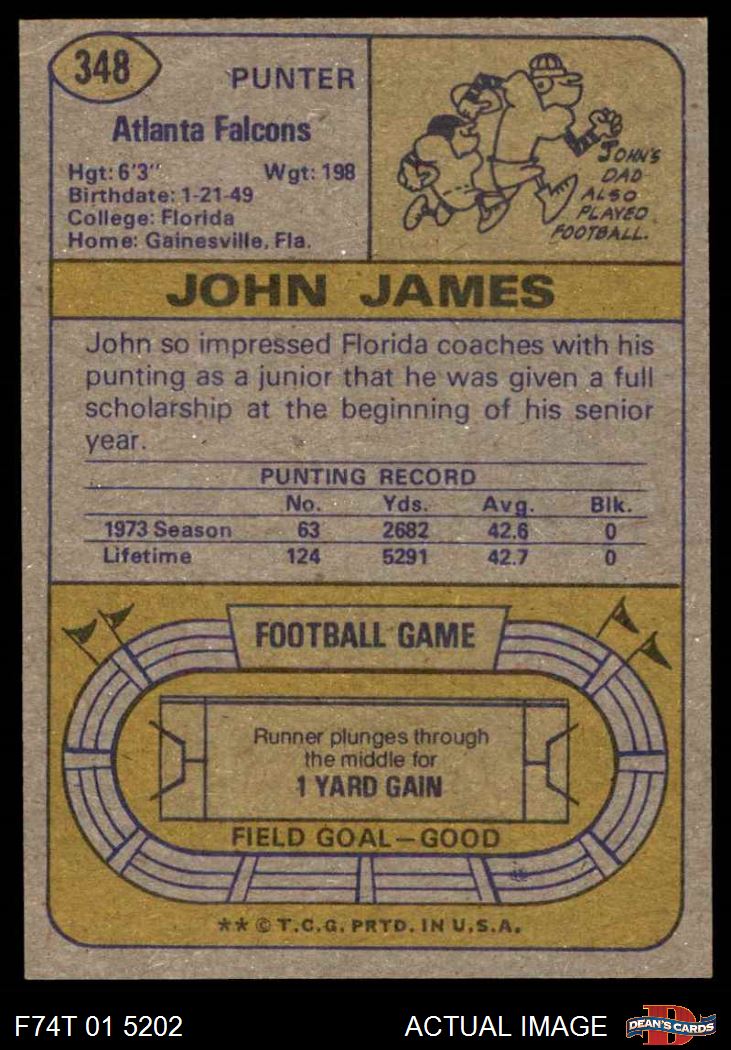 348
PUNTER
Atlanta Falcons
Hgt: 6'3" Wgt: 198
Birthdate: 1-21-49
College: Florida
Home: Gainesville, Fla.
JOHN'S
DAD
ALSO
PLAYED
FOOTBALL.
JOHN JAMES
John so impressed Florida coaches with his
punting as a junior that he was given a full
scholarship at the beginning of his senior
year.
PUNTING RECORD
No. Yds. Avg. Blk.
1973 Season 63 2682 42.6 0
Lifetime 124 5291 42.7 0
FOOTBALL GAME
Runner plunges through
the middle for
1 YARD GAIN
FIELD GOAL—GOOD
** © T.C.G. PRTD. IN U.S.A.
F74T 01 5202 ACTUAL IMAGE
D
DEAN'S CARDS